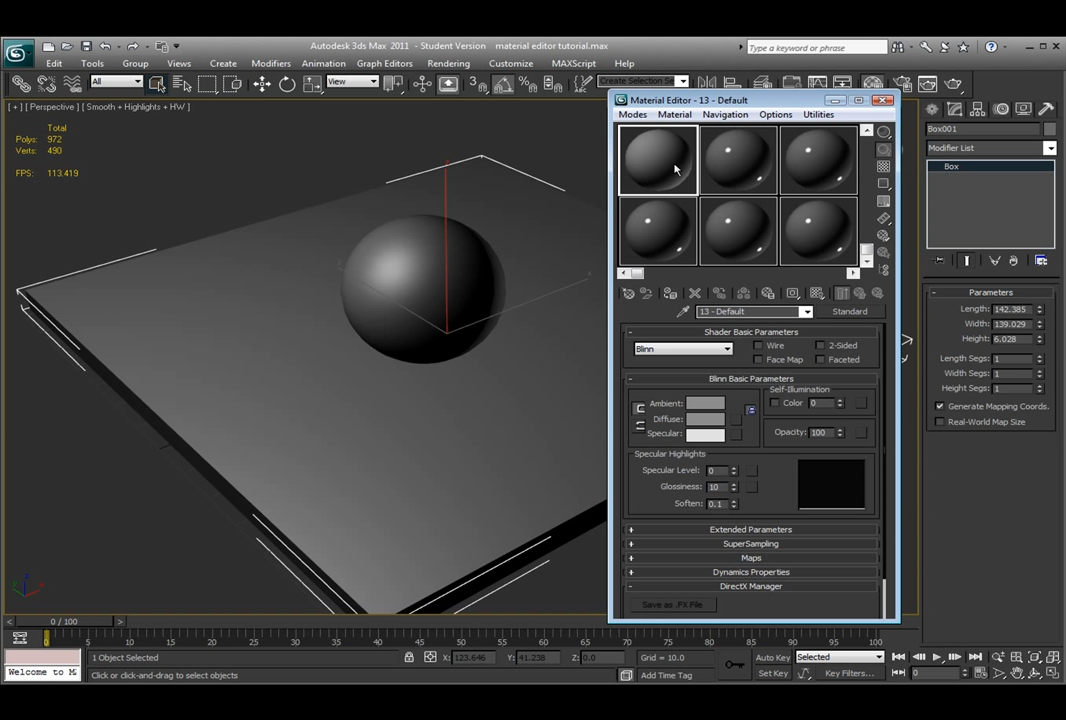 Autodesk 3ds Max 2011 - Student Version material editor tutorial.max
Type a keyword or phrase
Edit Tools Group Views Create Modifiers Animation Graph Editors Rendering Customize MAXScript Help
All View Create Selection Se
[ + ] [ Perspective ] [ Smooth + Highlights + HW ]
Total
Polys: 972
Verts: 490
FPS: 113.419
Material Editor - 13 - Default
Modes Material Navigation Options Utilities
13 - Default Standard
- Shader Basic Parameters
Blinn Wire 2-Sided
Face Map Faceted
- Blinn Basic Parameters
Self-Illumination
Ambient: Color 0
Diffuse:
Specular: Opacity: 100
Specular Highlights
Specular Level: 0
Glossiness: 10
Soften: 0.1
+ Extended Parameters
+ SuperSampling
+ Maps
+ Dynamics Properties
- DirectX Manager
Save as .FX File
Box001
Modifier List
Box
- Parameters
Length: 142.385
Width: 139.029
Height: 6.028
Length Segs: 1
Width Segs: 1
Height Segs: 1
Generate Mapping Coords.
Real-World Map Size
< 0 / 100 >
0 5 10 15 20 25 30 35 40 45 50 55 60 65 70 75 80 85 90 95 100
1 Object Selected X: 123.646 Y: 41.238 Z: 0.0 Grid = 10.0 Auto Key Selected
Welcome to M Click or click-and-drag to select objects Add Time Tag Set Key Key Filters... 0